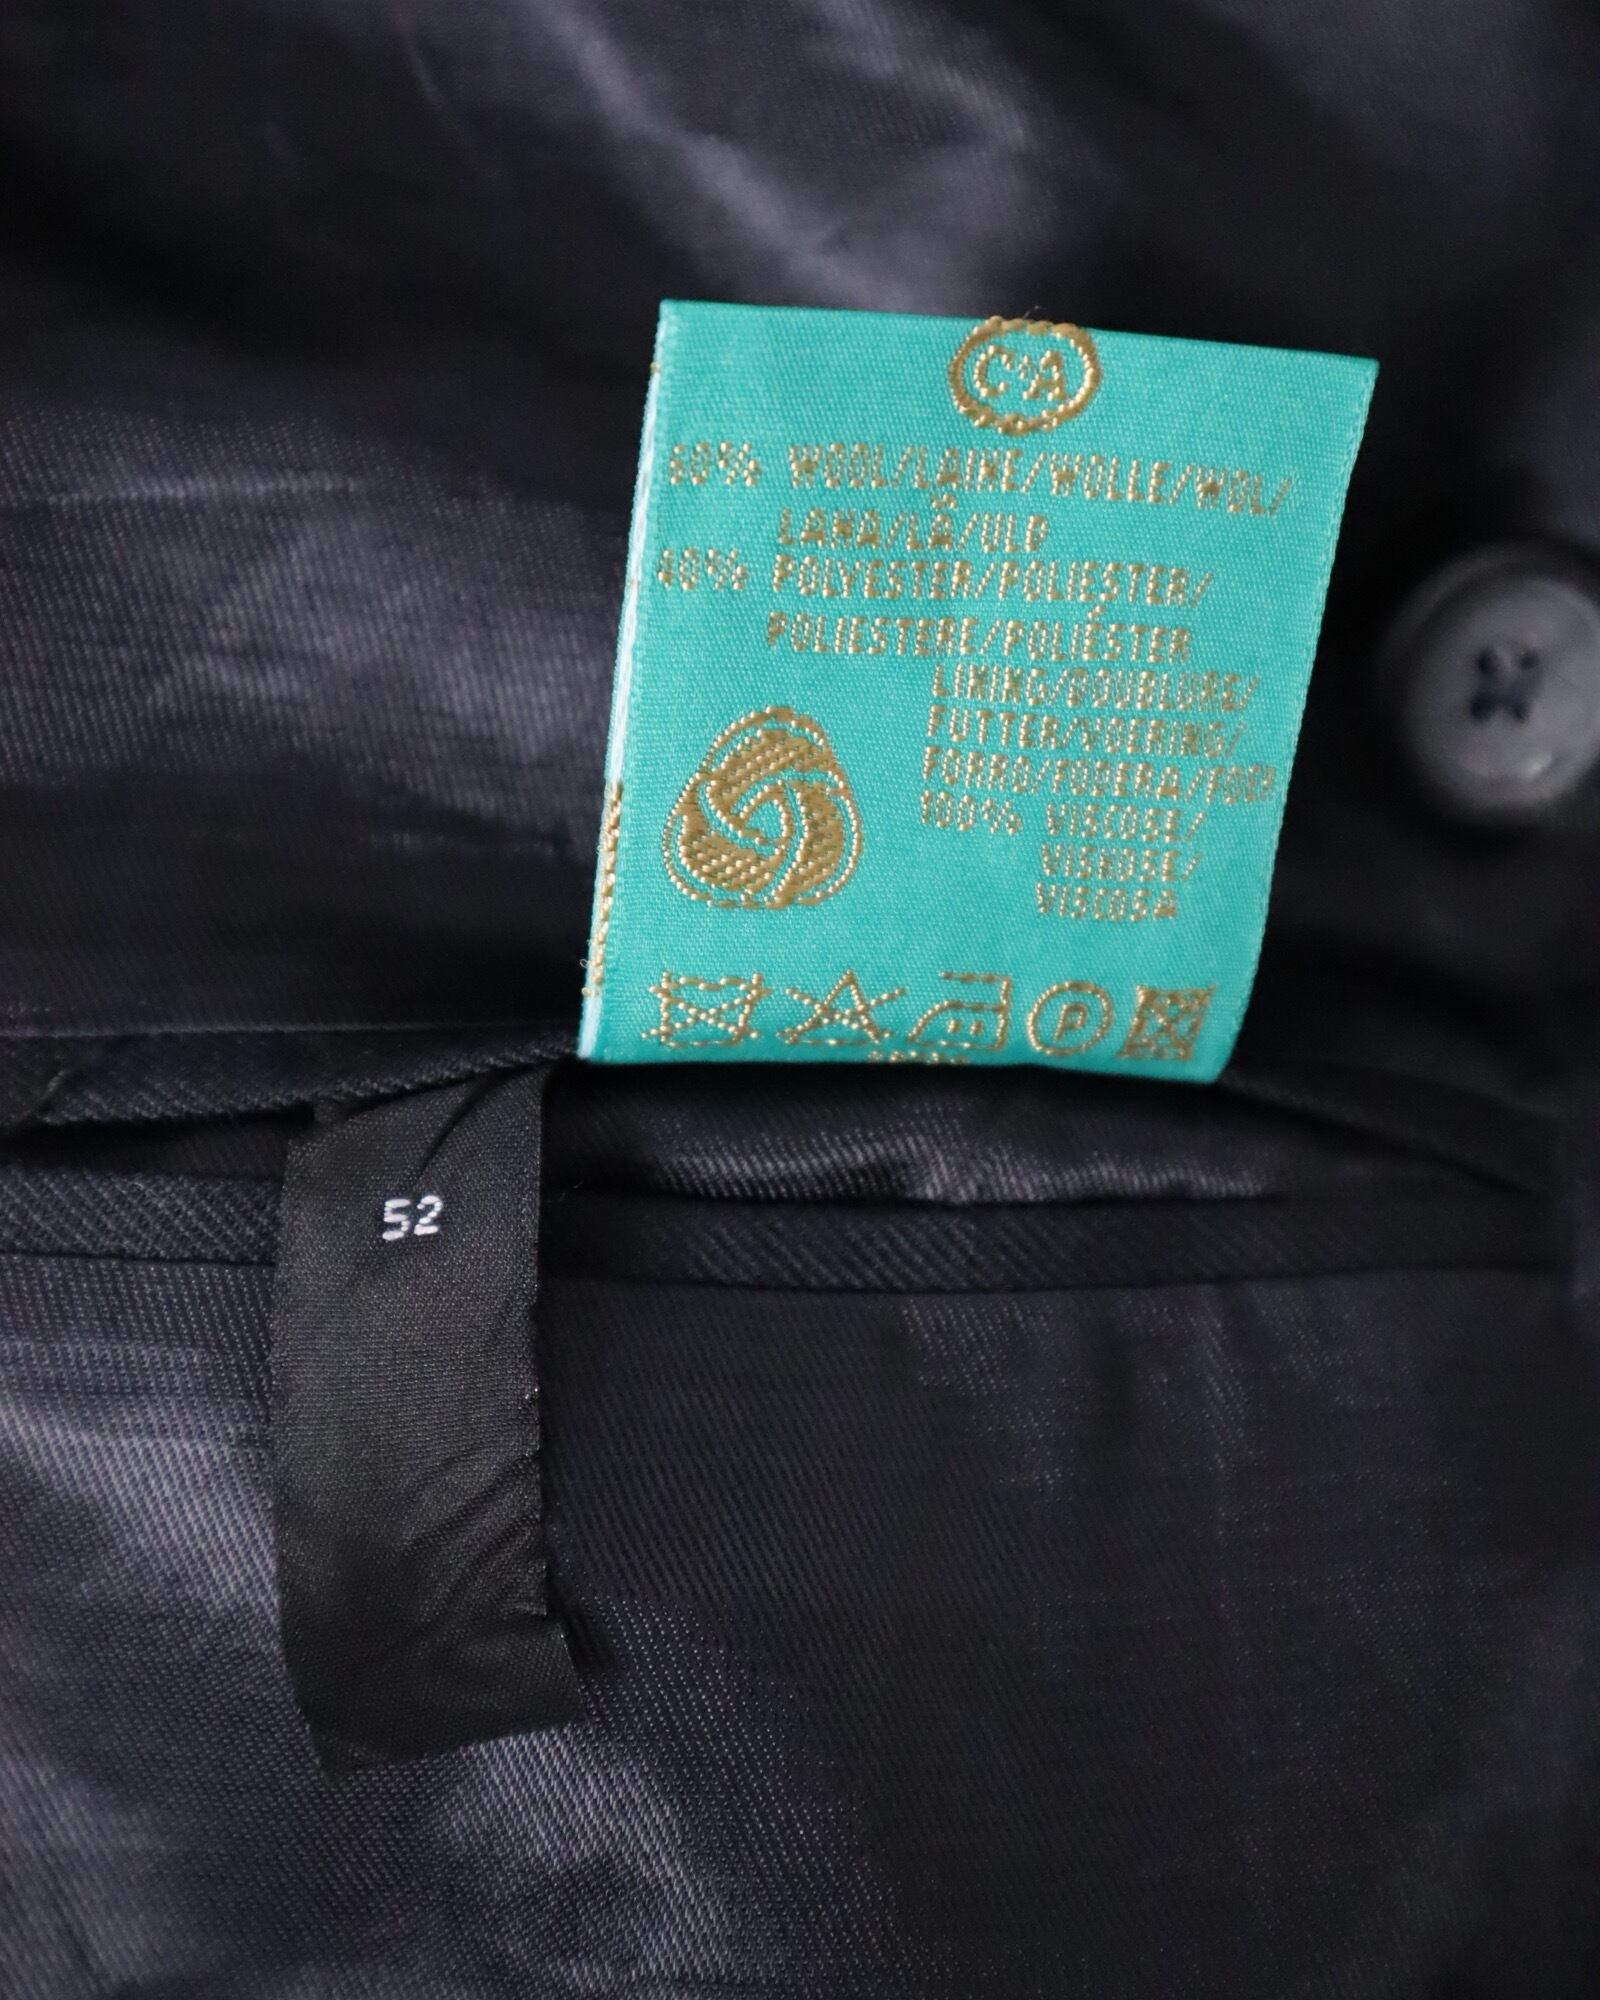 C&A
60% WOOL/LAINE/WOLLE/WOL/
LANA/LÃ/ULD
40% POLYESTER/POLIESTER/
POLIESTERE/POLIÉSTER
LINING/DOUBLURE/
FUTTER/VOERING/
FORRO/FODERA/FOER
100% VISCOSE/
VISKOSE/
VISCOSA
P
52